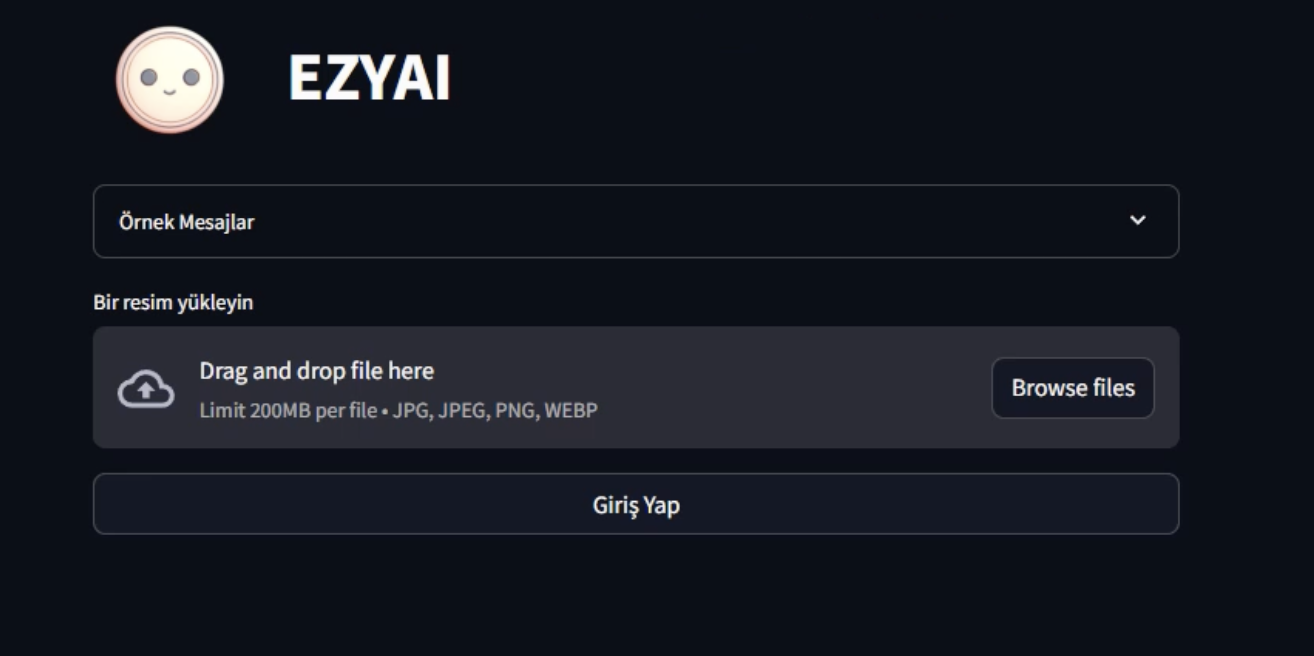 EZYAI
Örnek Mesajlar
Bir resim yükleyin
Drag and drop file here
Limit 200MB per file • JPG, JPEG, PNG, WEBP
Browse files
Giriş Yap